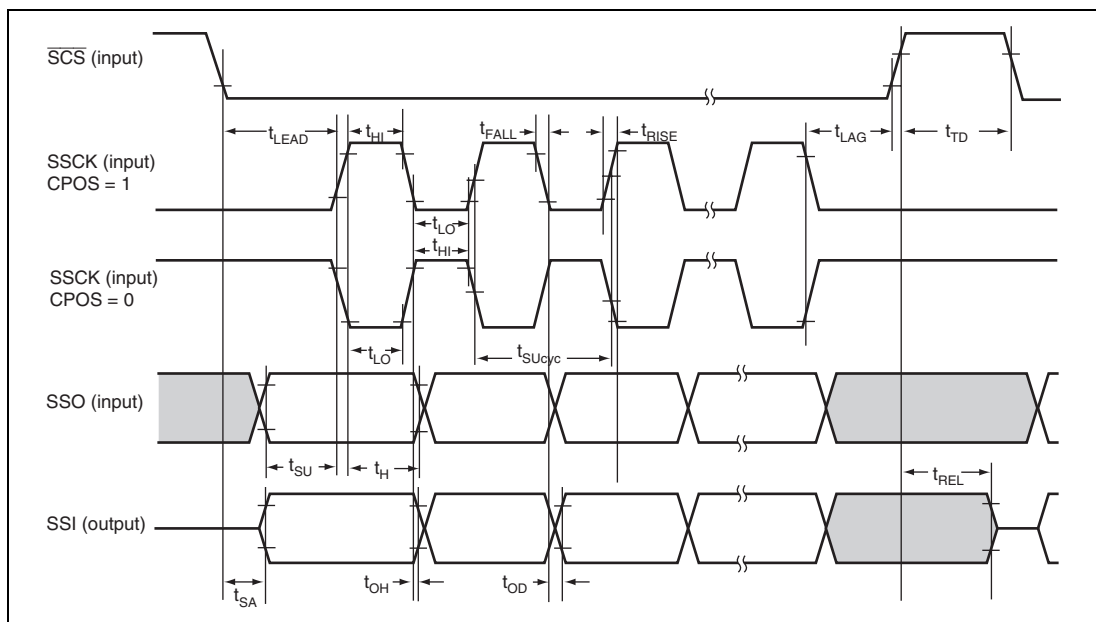 SCS (input)
tLEAD
tHI
tFALL
tRISE
tLAG
tTD
SSCK (input)
CPOS = 1
tLO
tHI
SSCK (input)
CPOS = 0
tLO
tSUcyc
SSO (input)
tSU
tH
tREL
SSI (output)
tSA
tOH
tOD